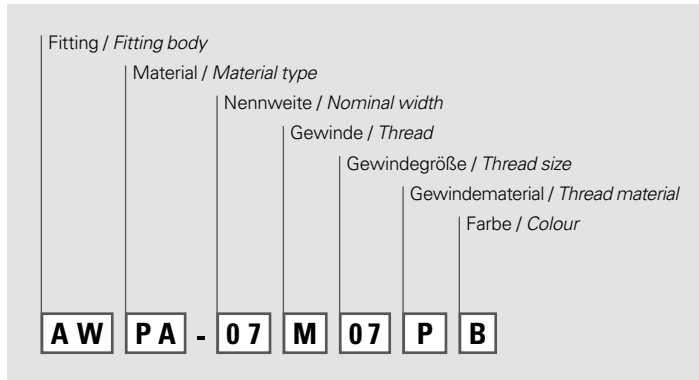 Fitting / Fitting body
Material / Material type
Nennweite / Nominal width
Gewinde / Thread
Gewindegröße / Thread size
Gewindematerial / Thread material
Farbe / Colour
AW PA - 07 M 07 P B